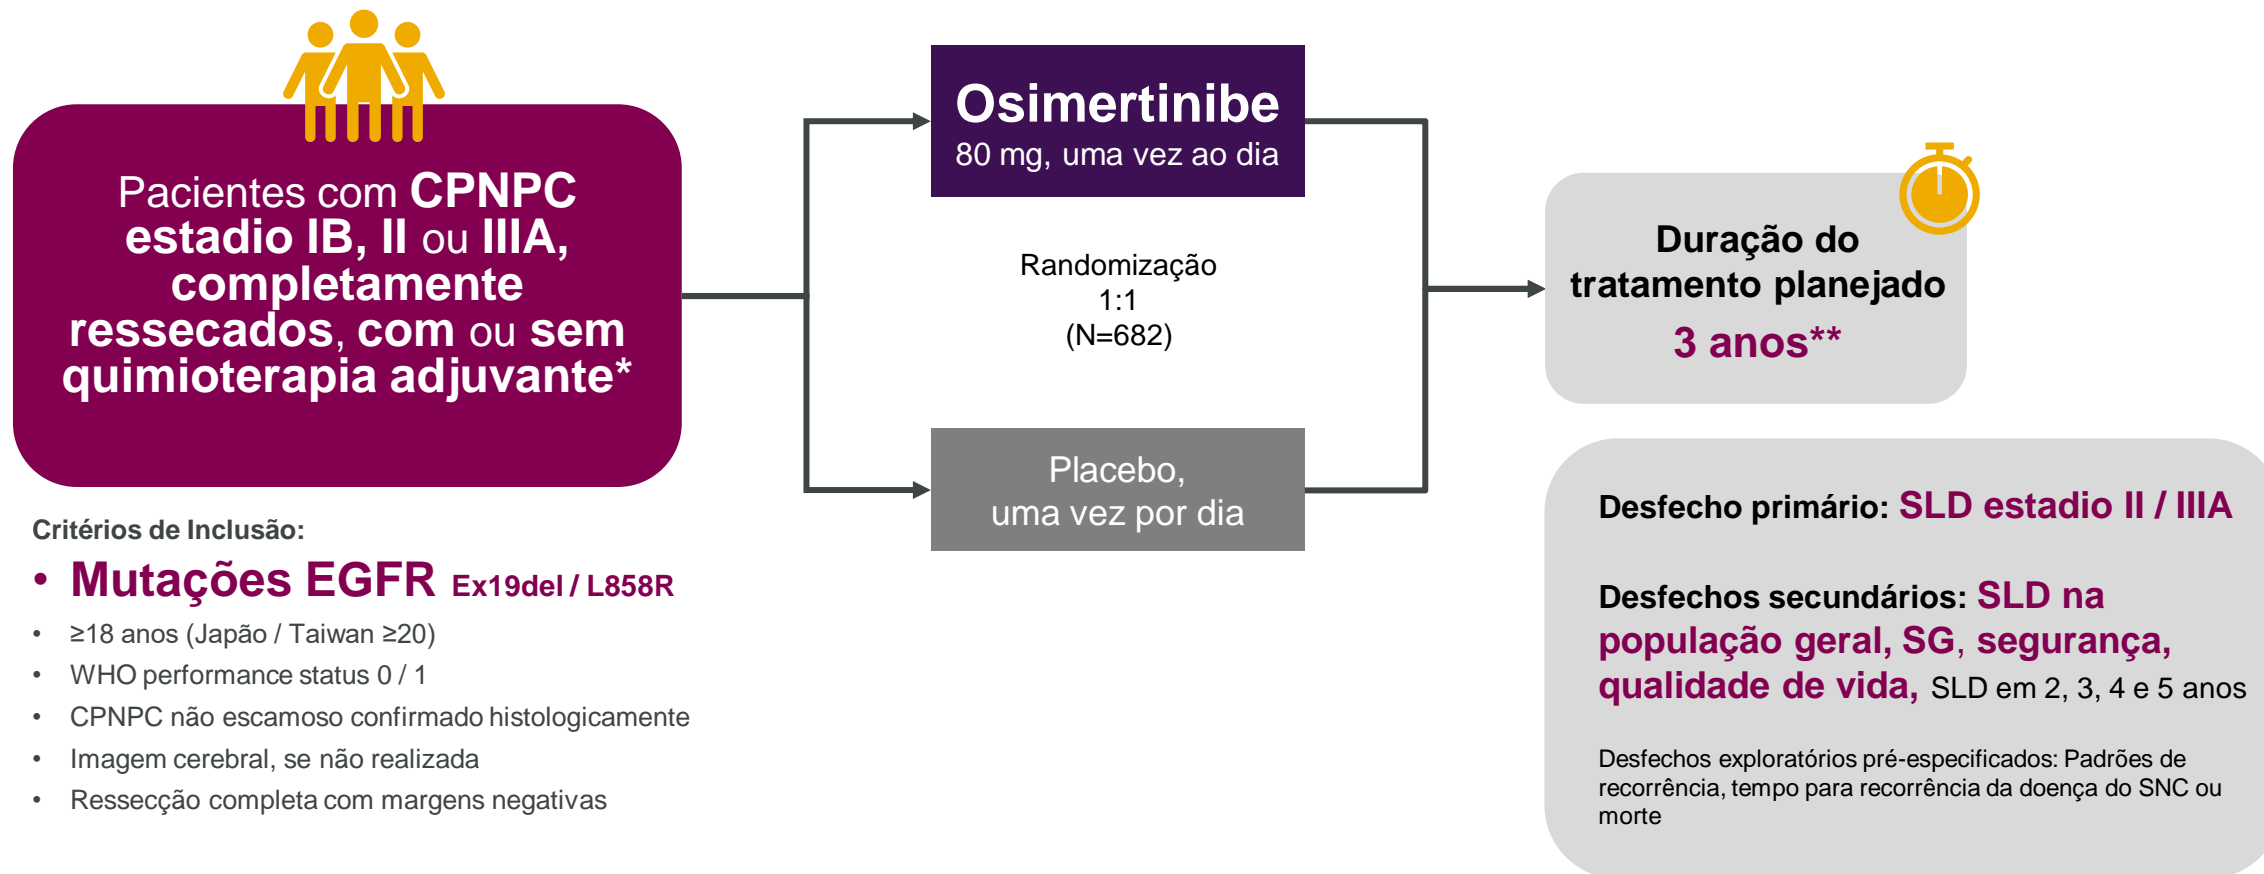 Pacientes com CPNPC
estadio IB, II ou IIIA,
completamente
ressecados, com ou sem
quimioterapia adjuvante*
Critérios de Inclusão:
• Mutações EGFR Ex19del / L858R
• ≥18 anos (Japão / Taiwan ≥20)
• WHO performance status 0 / 1
• CPNPC não escamoso confirmado histologicamente
• Imagem cerebral, se não realizada
• Ressecção completa com margens negativas
Osimertinibe
80 mg, uma vez ao dia
Randomização
1:1
(N=682)
Placebo,
uma vez por dia
Duração do
tratamento planejado
3 anos**
Desfecho primário: SLD estadio II / IIIA
Desfechos secundários: SLD na
população geral, SG, segurança,
qualidade de vida, SLD em 2, 3, 4 e 5 anos
Desfechos exploratórios pré-especificados: Padrões de
recorrência, tempo para recorrência da doença do SNC ou
morte